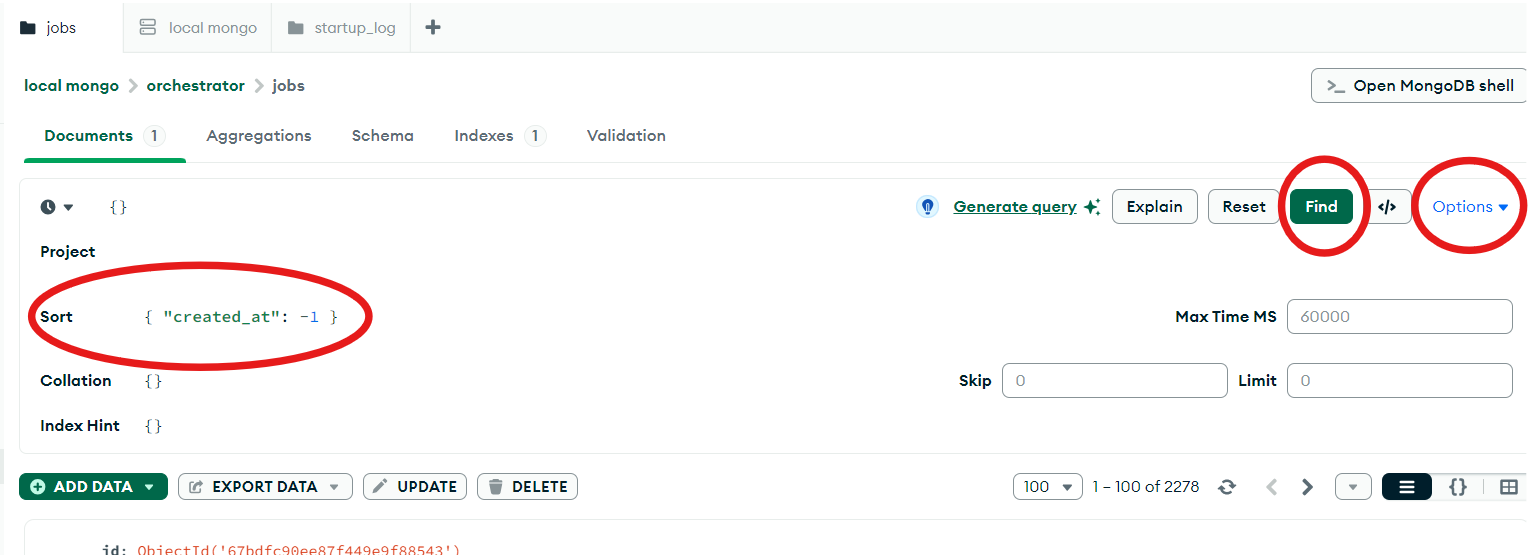 jobs local mongo startup_log +
local mongo > orchestrator > jobs >_ Open MongoDB shell
Documents 1 Aggregations Schema Indexes 1 Validation
{} Generate query Explain Reset Find </> Options
Project
Sort { "created_at": -1 } Max Time MS 60000
Collation {} Skip 0 Limit 0
Index Hint {}
ADD DATA EXPORT DATA UPDATE DELETE 100 1 – 100 of 2278 {}
id: ObjectId('67bdfc90ee87f449e9f88543')